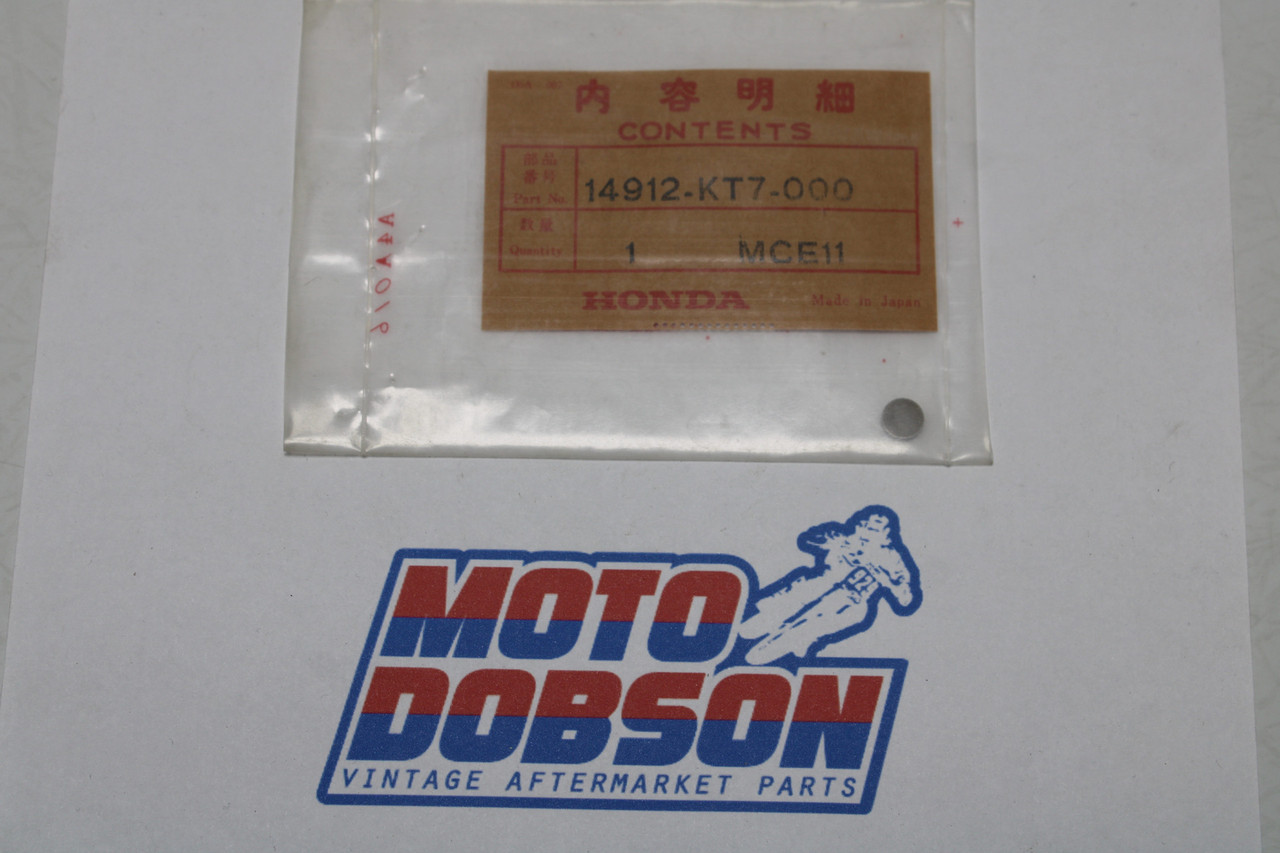 内容明細
CONTENTS
部品
番号
Part No. 14912-KT7-000
数量
Quantity 1 MCE11
HONDA Made in Japan
MOTO
DOBSON
VINTAGE AFTERMARKET PARTS